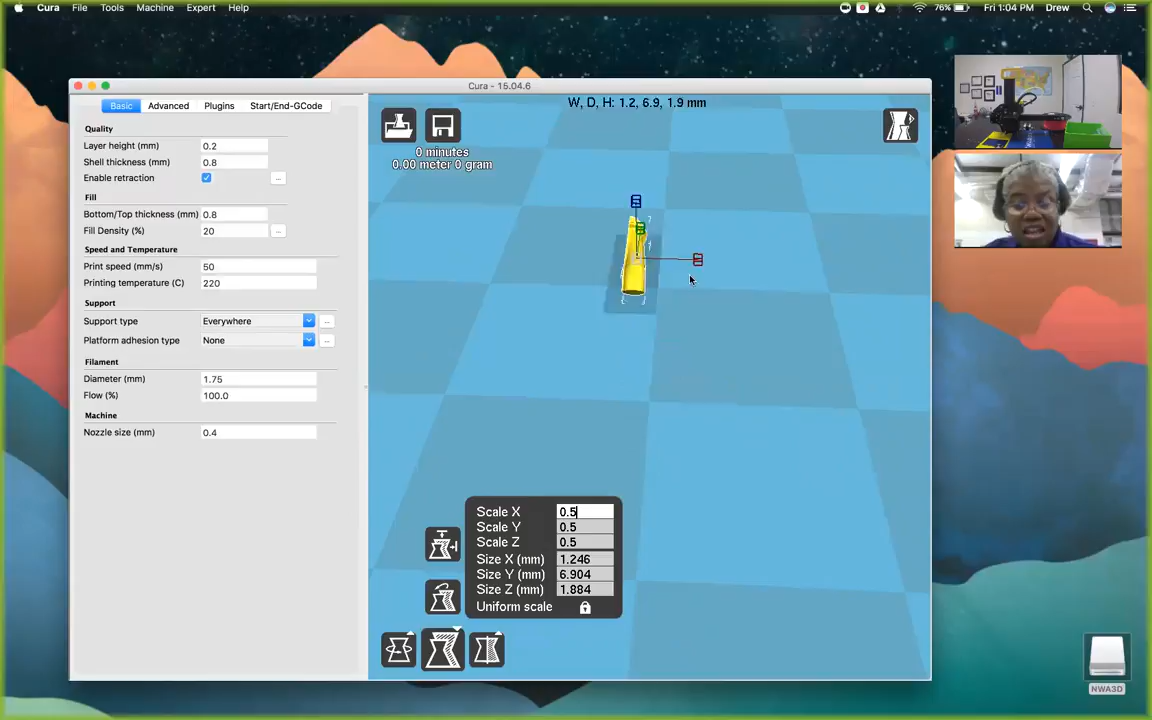 Cura File Tools Machine Expert Help 76% Fri 1:04 PM Drew
Cura - 15.04.6
Basic Advanced Plugins Start/End-GCode
Quality
Layer height (mm) 0.2
Shell thickness (mm) 0.8
Enable retraction ...
Fill
Bottom/Top thickness (mm) 0.8
Fill Density (%) 20 ...
Speed and Temperature
Print speed (mm/s) 50
Printing temperature (C) 220
Support
Support type Everywhere ...
Platform adhesion type None ...
Filament
Diameter (mm) 1.75
Flow (%) 100.0
Machine
Nozzle size (mm) 0.4
W, D, H: 1.2, 6.9, 1.9 mm
0 minutes
0.00 meter 0 gram
Scale X 0.5
Scale Y 0.5
Scale Z 0.5
Size X (mm) 1.246
Size Y (mm) 6.904
Size Z (mm) 1.884
Uniform scale
NWA3D